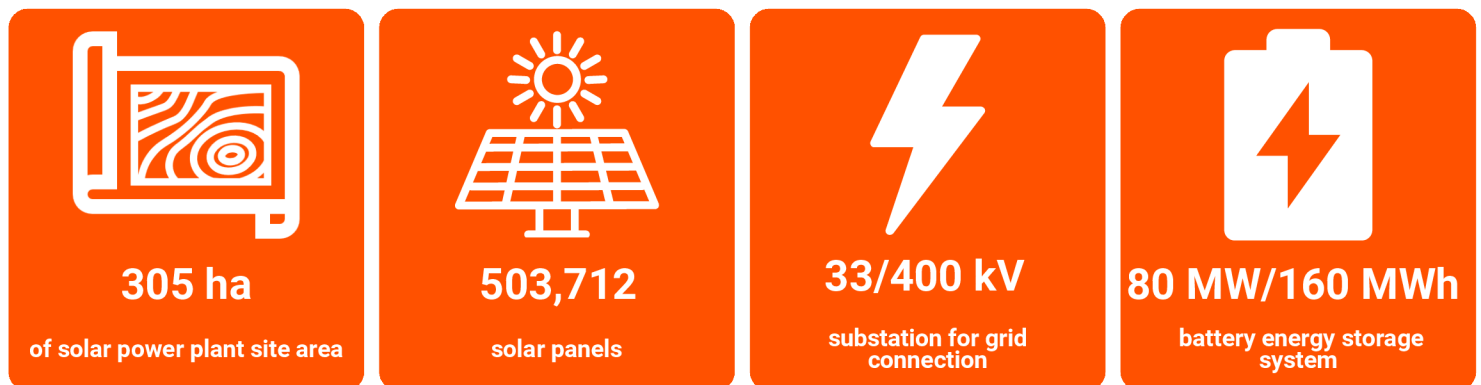 305 ha
of solar power plant site area
503,712
solar panels
33/400 kV
substation for grid
connection
80 MW/160 MWh
battery energy storage
system